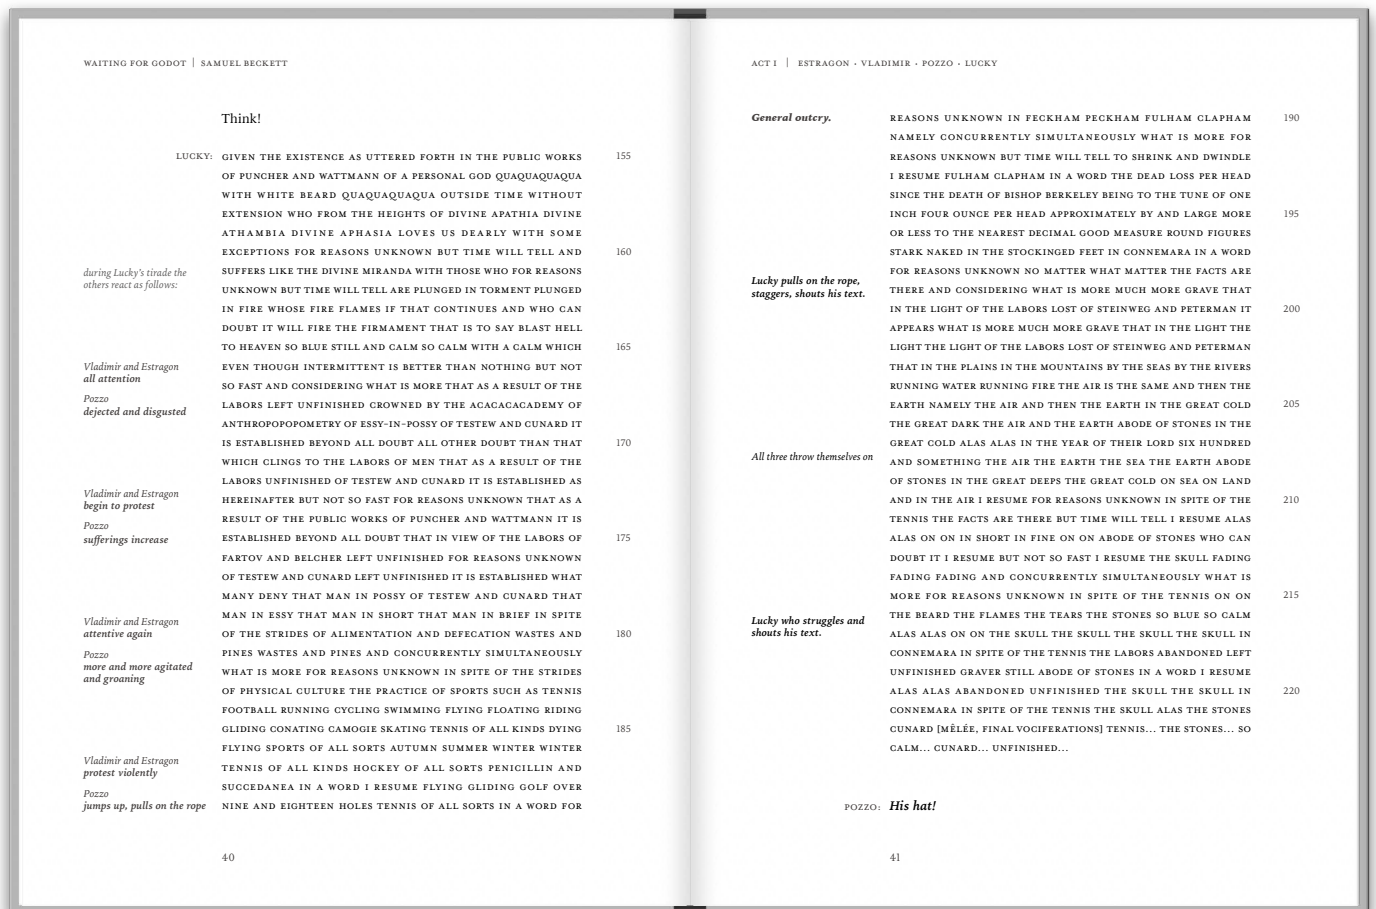 WAITING FOR GODOT | SAMUEL BECKETT
Think!
LUCKY: GIVEN THE EXISTENCE AS UTTERED FORTH IN THE PUBLIC WORKS 155
OF PUNCHER AND WATTMANN OF A PERSONAL GOD QUAQUAQUAQUA
WITH WHITE BEARD QUAQUAQUAQUA OUTSIDE TIME WITHOUT
EXTENSION WHO FROM THE HEIGHTS OF DIVINE APATHIA DIVINE
ATHAMBIA DIVINE APHASIA LOVES US DEARLY WITH SOME
EXCEPTIONS FOR REASONS UNKNOWN BUT TIME WILL TELL AND 160
SUFFERS LIKE THE DIVINE MIRANDA WITH THOSE WHO FOR REASONS
UNKNOWN BUT TIME WILL TELL ARE PLUNGED IN TORMENT PLUNGED
IN FIRE WHOSE FIRE FLAMES IF THAT CONTINUES AND WHO CAN
DOUBT IT WILL FIRE THE FIRMAMENT THAT IS TO SAY BLAST HELL
TO HEAVEN SO BLUE STILL AND CALM SO CALM WITH A CALM WHICH 165
EVEN THOUGH INTERMITTENT IS BETTER THAN NOTHING BUT NOT
SO FAST AND CONSIDERING WHAT IS MORE THAT AS A RESULT OF THE
LABORS LEFT UNFINISHED CROWNED BY THE ACACACACADEMY OF
ANTHROPOPOPOMETRY OF ESSY-IN-POSSY OF TESTEW AND CUNARD IT
IS ESTABLISHED BEYOND ALL DOUBT ALL OTHER DOUBT THAN THAT 170
WHICH CLINGS TO THE LABORS OF MEN THAT AS A RESULT OF THE
LABORS UNFINISHED OF TESTEW AND CUNARD IT IS ESTABLISHED AS
HEREINAFTER BUT NOT SO FAST FOR REASONS UNKNOWN THAT AS A
RESULT OF THE PUBLIC WORKS OF PUNCHER AND WATTMANN IT IS
ESTABLISHED BEYOND ALL DOUBT THAT IN VIEW OF THE LABORS OF 175
FARTOV AND BELCHER LEFT UNFINISHED FOR REASONS UNKNOWN
OF TESTEW AND CUNARD LEFT UNFINISHED IT IS ESTABLISHED WHAT
MANY DENY THAT MAN IN POSSY OF TESTEW AND CUNARD THAT
MAN IN ESSY THAT MAN IN SHORT THAT MAN IN BRIEF IN SPITE
OF THE STRIDES OF ALIMENTATION AND DEFECATION WASTES AND 180
PINES WASTES AND PINES AND CONCURRENTLY SIMULTANEOUSLY
WHAT IS MORE FOR REASONS UNKNOWN IN SPITE OF THE STRIDES
OF PHYSICAL CULTURE THE PRACTICE OF SPORTS SUCH AS TENNIS
FOOTBALL RUNNING CYCLING SWIMMING FLYING FLOATING RIDING
GLIDING CONATING CAMOGIE SKATING TENNIS OF ALL KINDS DYING 185
FLYING SPORTS OF ALL SORTS AUTUMN SUMMER WINTER WINTER
TENNIS OF ALL KINDS HOCKEY OF ALL SORTS PENICILLIN AND
SUCCEDANEA IN A WORD I RESUME FLYING GLIDING GOLF OVER
NINE AND EIGHTEEN HOLES TENNIS OF ALL SORTS IN A WORD FOR
during Lucky's tirade the
others react as follows:
Vladimir and Estragon
all attention
Pozzo
dejected and disgusted
Vladimir and Estragon
begin to protest
Pozzo
sufferings increase
Vladimir and Estragon
attentive again
Pozzo
more and more agitated
and groaning
Vladimir and Estragon
protest violently
Pozzo
jumps up, pulls on the rope
40
ACT I | ESTRAGON · VLADIMIR · POZZO · LUCKY
General outcry.
REASONS UNKNOWN IN FECKHAM PECKHAM FULHAM CLAPHAM 190
NAMELY CONCURRENTLY SIMULTANEOUSLY WHAT IS MORE FOR
REASONS UNKNOWN BUT TIME WILL TELL TO SHRINK AND DWINDLE
I RESUME FULHAM CLAPHAM IN A WORD THE DEAD LOSS PER HEAD
SINCE THE DEATH OF BISHOP BERKELEY BEING TO THE TUNE OF ONE
INCH FOUR OUNCE PER HEAD APPROXIMATELY BY AND LARGE MORE 195
OR LESS TO THE NEAREST DECIMAL GOOD MEASURE ROUND FIGURES
STARK NAKED IN THE STOCKINGED FEET IN CONNEMARA IN A WORD
FOR REASONS UNKNOWN NO MATTER WHAT MATTER THE FACTS ARE
THERE AND CONSIDERING WHAT IS MORE MUCH MORE GRAVE THAT
IN THE LIGHT OF THE LABORS LOST OF STEINWEG AND PETERMAN IT 200
APPEARS WHAT IS MORE MUCH MORE GRAVE THAT IN THE LIGHT THE
LIGHT THE LIGHT OF THE LABORS LOST OF STEINWEG AND PETERMAN
THAT IN THE PLAINS IN THE MOUNTAINS BY THE SEAS BY THE RIVERS
RUNNING WATER RUNNING FIRE THE AIR IS THE SAME AND THEN THE
EARTH NAMELY THE AIR AND THEN THE EARTH IN THE GREAT COLD 205
THE GREAT DARK THE AIR AND THE EARTH ABODE OF STONES IN THE
GREAT COLD ALAS ALAS IN THE YEAR OF THEIR LORD SIX HUNDRED
AND SOMETHING THE AIR THE EARTH THE SEA THE EARTH ABODE
OF STONES IN THE GREAT DEEPS THE GREAT COLD ON SEA ON LAND
AND IN THE AIR I RESUME FOR REASONS UNKNOWN IN SPITE OF THE 210
TENNIS THE FACTS ARE THERE BUT TIME WILL TELL I RESUME ALAS
ALAS ON ON IN SHORT IN FINE ON ON ABODE OF STONES WHO CAN
DOUBT IT I RESUME BUT NOT SO FAST I RESUME THE SKULL FADING
FADING FADING AND CONCURRENTLY SIMULTANEOUSLY WHAT IS
MORE FOR REASONS UNKNOWN IN SPITE OF THE TENNIS ON ON 215
THE BEARD THE FLAMES THE TEARS THE STONES SO BLUE SO CALM
ALAS ALAS ON ON THE SKULL THE SKULL THE SKULL THE SKULL IN
CONNEMARA IN SPITE OF THE TENNIS THE LABORS ABANDONED LEFT
UNFINISHED GRAVER STILL ABODE OF STONES IN A WORD I RESUME
ALAS ALAS ABANDONED UNFINISHED THE SKULL THE SKULL IN 220
CONNEMARA IN SPITE OF THE TENNIS THE SKULL ALAS THE STONES
CUNARD [MÊLÉE, FINAL VOCIFERATIONS] TENNIS... THE STONES... SO
CALM... CUNARD... UNFINISHED...
Lucky pulls on the rope,
staggers, shouts his text.
All three throw themselves on
Lucky who struggles and
shouts his text.
POZZO: His hat!
41